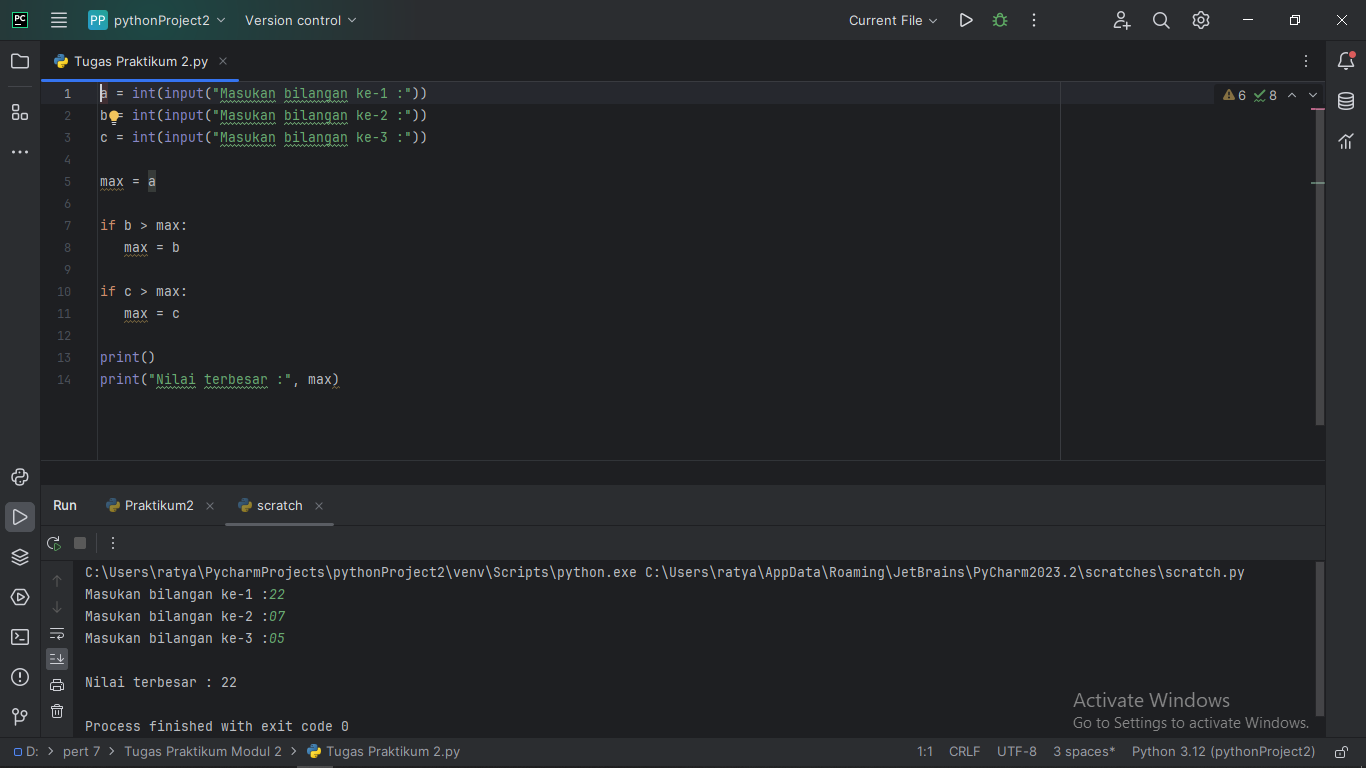 PC PP pythonProject2 Version control Current File
Tugas Praktikum 2.py
1 a = int(input("Masukan bilangan ke-1 :")) 6 8
2 b = int(input("Masukan bilangan ke-2 :"))
3 c = int(input("Masukan bilangan ke-3 :"))
4
5 max = a
6
7 if b > max:
8 max = b
9
10 if c > max:
11 max = c
12
13 print()
14 print("Nilai terbesar :", max)
Run Praktikum2 scratch
C:\Users\ratya\PycharmProjects\pythonProject2\venv\Scripts\python.exe C:\Users\ratya\AppData\Roaming\JetBrains\PyCharm2023.2\scratches\scratch.py
Masukan bilangan ke-1 :22
Masukan bilangan ke-2 :07
Masukan bilangan ke-3 :05
Nilai terbesar : 22
Process finished with exit code 0
Activate Windows
Go to Settings to activate Windows.
D: > pert 7 > Tugas Praktikum Modul 2 > Tugas Praktikum 2.py 1:1 CRLF UTF-8 3 spaces* Python 3.12 (pythonProject2)